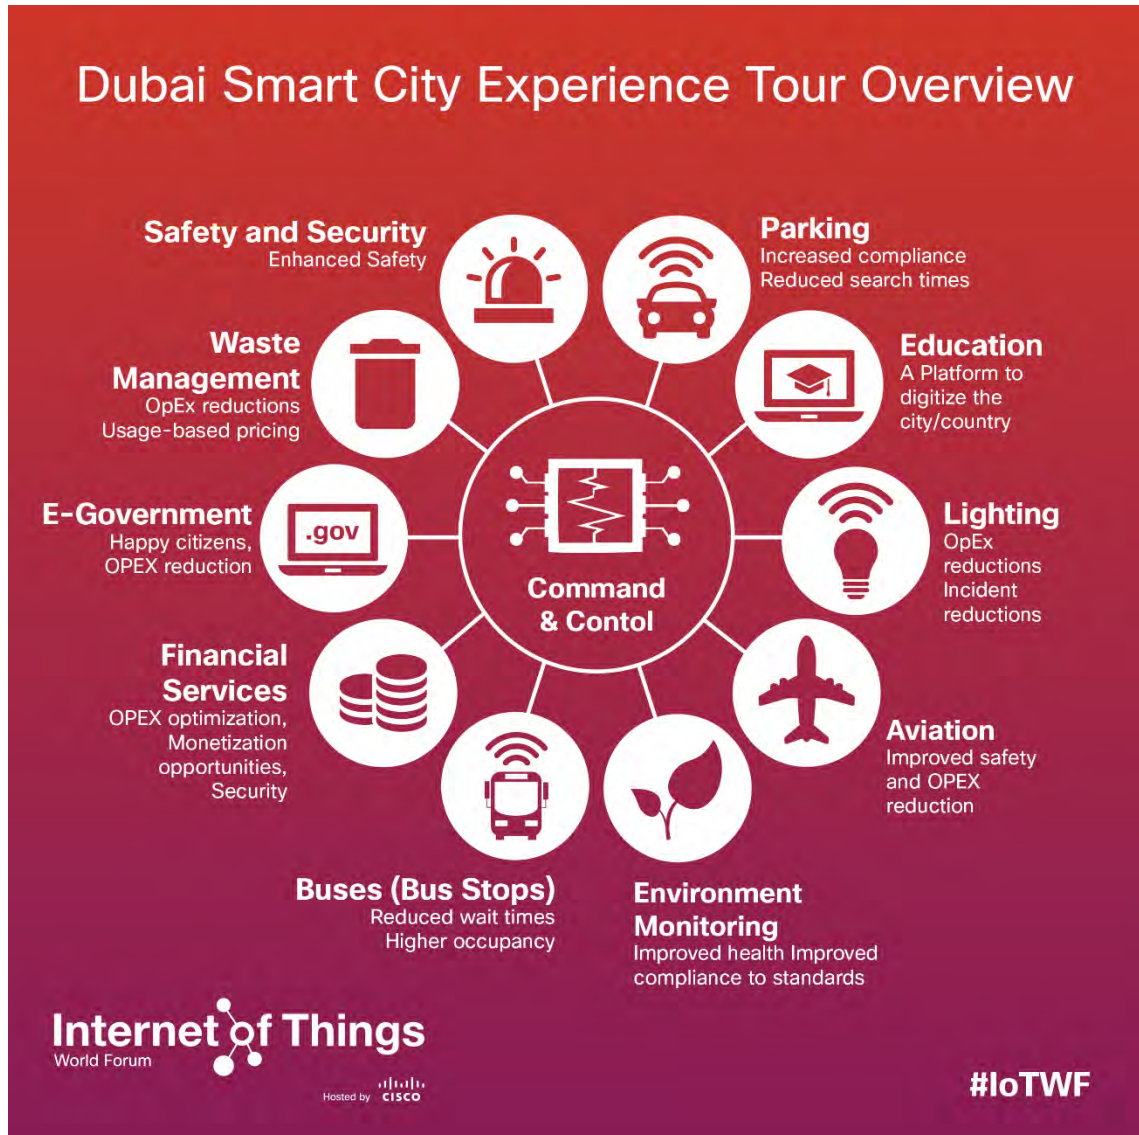 Dubai Smart City Experience Tour Overview
Safety and Security
Enhanced Safety
Parking
Increased compliance
Reduced search times
Waste
Management
OpEx reductions
Usage-based pricing
Education
A Platform to
digitize the
city/country
E-Government
Happy citizens,
OPEX reduction
.gov
Command
& Contol
Lighting
OpEx
reductions
Incident
reductions
Financial
Services
OPEX optimization,
Monetization
opportunities,
Security
Aviation
Improved safety
and OPEX
reduction
Buses (Bus Stops)
Reduced wait times
Higher occupancy
Environment
Monitoring
Improved health Improved
compliance to standards
Internet of Things
World Forum
Hosted by CISCO
#IoTWF